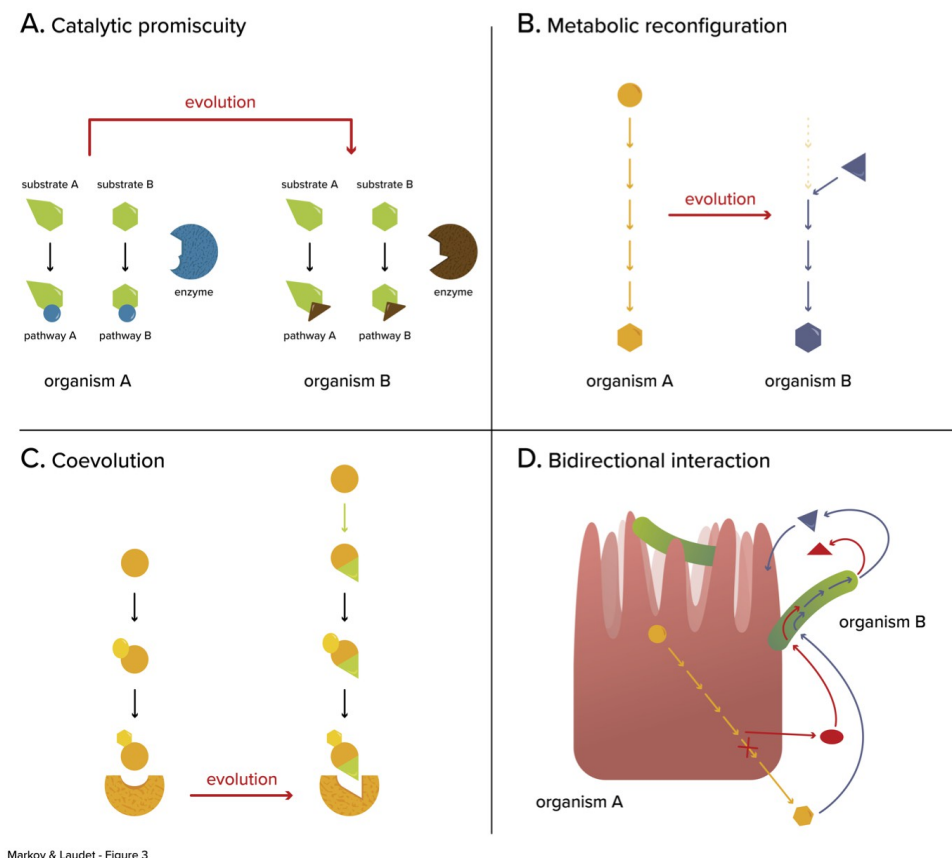 A. Catalytic promiscuity
evolution
substrate A substrate B
substrate A substrate B
enzyme
enzyme
pathway A pathway B
pathway A pathway B
organism A
organism B
B. Metabolic reconfiguration
evolution
organism A
organism B
C. Coevolution
evolution
D. Bidirectional interaction
organism B
organism A
Markov & Laudet - Figure 3